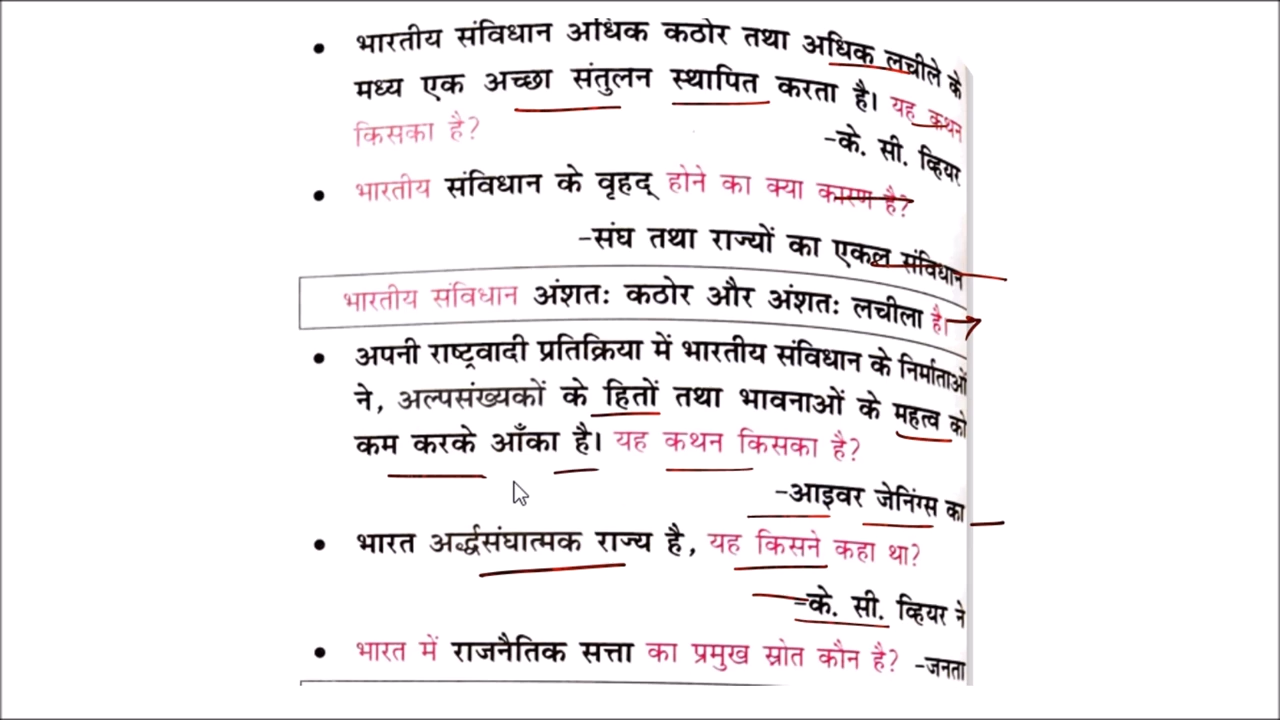 • भारतीय संविधान अधिक कठोर तथा अधिक लचीले के
मध्य एक अच्छा संतुलन स्थापित करता है। यह कथन
किसका है?
-के. सी. व्हियर
• भारतीय संविधान के वृहद् होने का क्या कारण है?
-संघ तथा राज्यों का एकल संविधान
भारतीय संविधान अंशतः कठोर और अंशतः लचीला है।
• अपनी राष्ट्रवादी प्रतिक्रिया में भारतीय संविधान के निर्माताओं
ने, अल्पसंख्यकों के हितों तथा भावनाओं के महत्व को
कम करके आँका है। यह कथन किसका है?
-आइवर जेनिंग्स का
• भारत अर्द्धसंघात्मक राज्य है, यह किसने कहा था?
-के. सी. व्हियर ने
• भारत में राजनैतिक सत्ता का प्रमुख स्रोत कौन है? -जनता